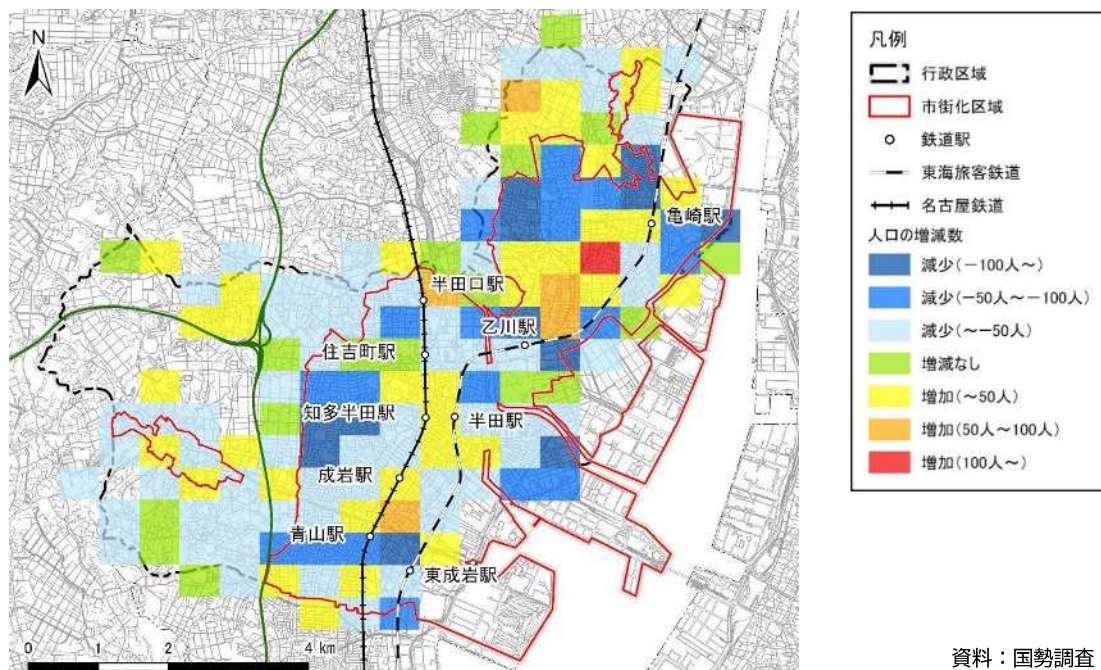 N
亀崎駅
半田口駅
乙川駅
住吉町駅
知多半田駅
半田駅
成岩駅
青山駅
東成岩駅
0 1 2 4 km
凡例
行政区域
市街化区域
鉄道駅
東海旅客鉄道
名古屋鉄道
人口の増減数
減少(－100人～)
減少(－50人～－100人)
減少(～－50人)
増減なし
増加(～50人)
増加(50人～100人)
増加(100人～)
資料：国勢調査